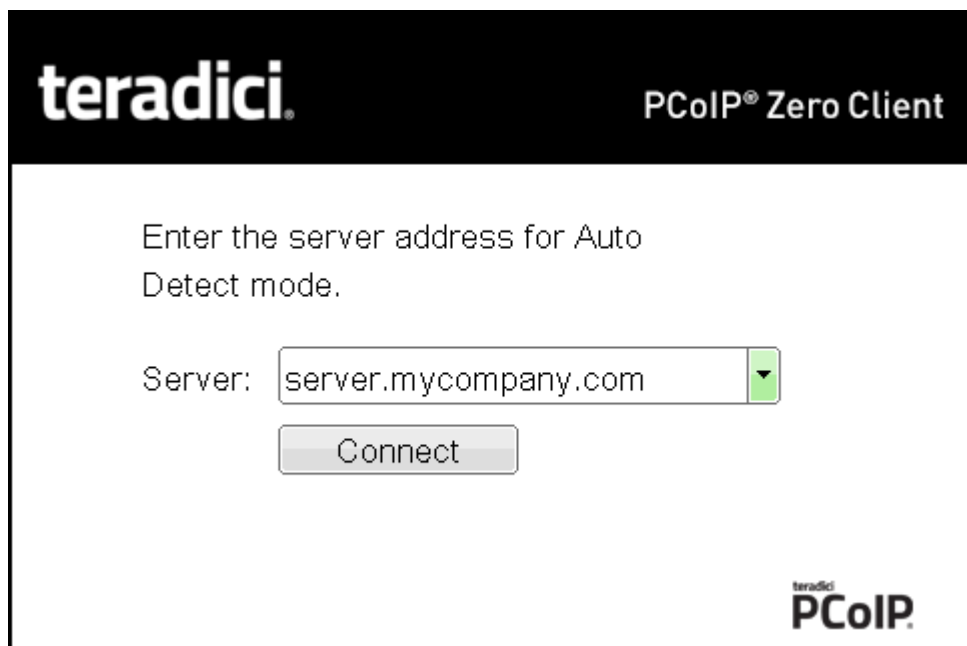 teradici.
PCoIP® Zero Client
Enter the server address for Auto
Detect mode.
Server: server.mycompany.com
Connect
teradici
PCoIP.